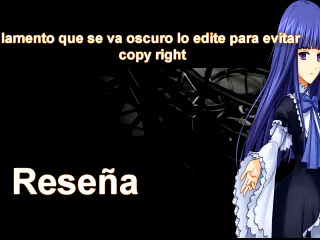 lamento que se va oscuro lo edite para evitar
copy right
Reseña